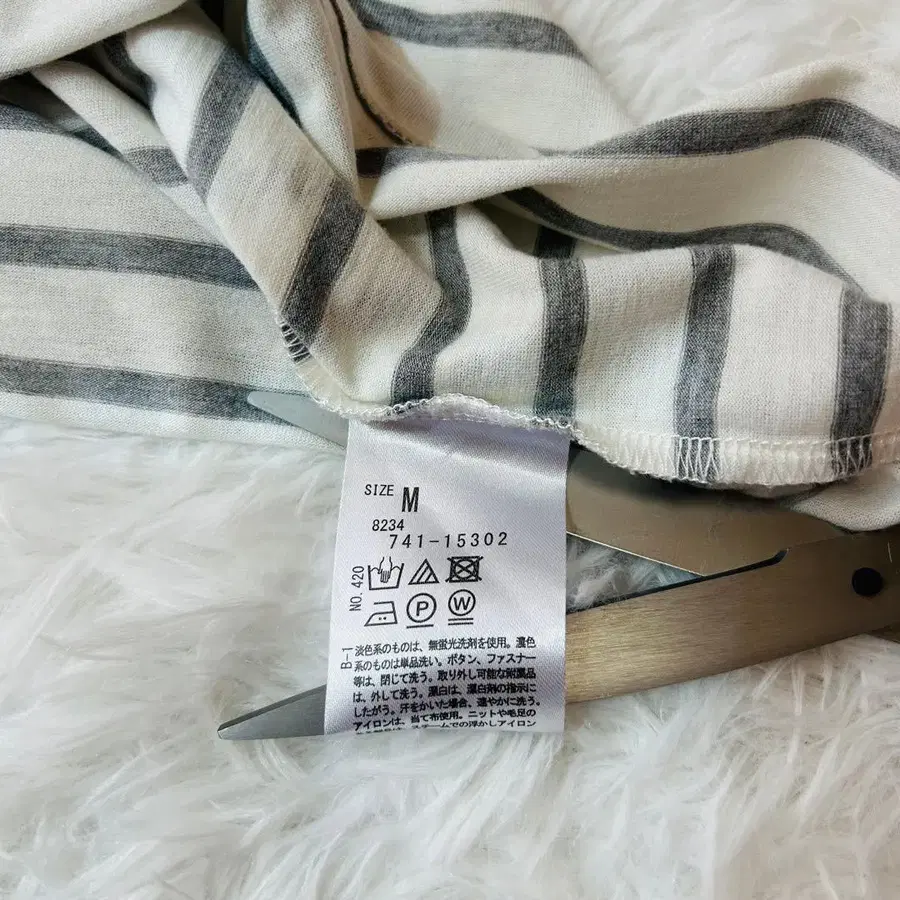 SIZE M
8234
741-15302
NO. 420
P
W
B-1
淡色系のものは、無蛍光洗剤を使用。濃色
系のものは単品洗い。ボタン、ファスナー
等は、閉じて洗う。取り外し可能な附属品
は、外して洗う。漂白は、漂白剤の指示に
したがう。汗をかいた場合、速やかに洗う。
アイロンは、当て布使用。ニットや毛足の
スチームでの浮かしアイロン